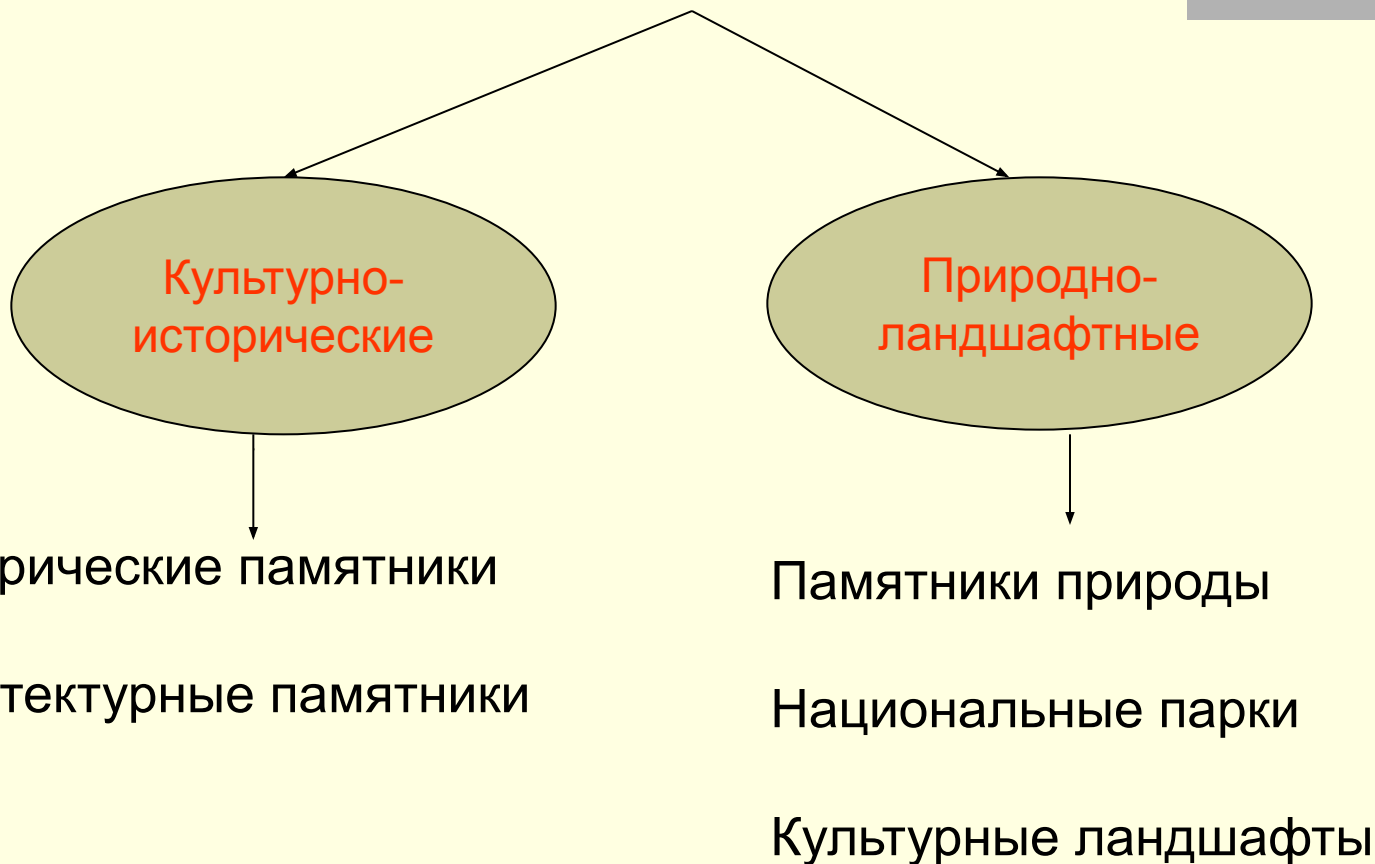 Культурно-
исторические
Природно-
ландшафтные
рические памятники
тектурные памятники
Памятники природы
Национальные парки
Культурные ландшафты